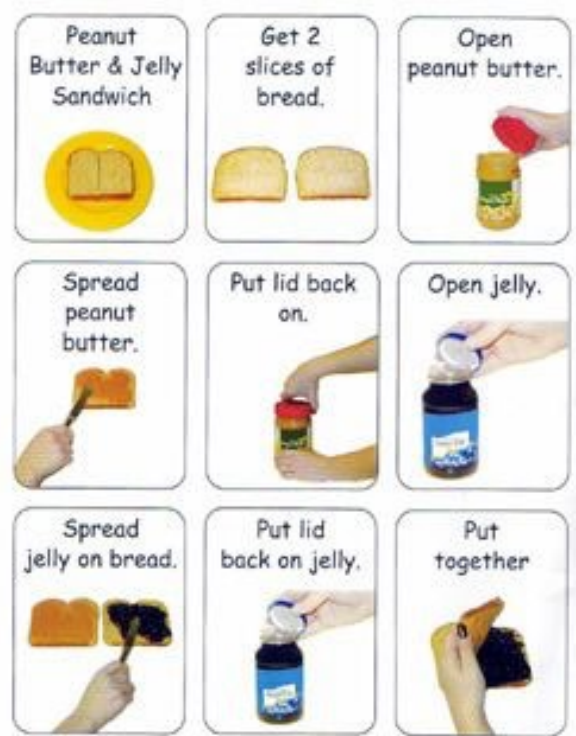 Peanut
Butter & Jelly
Sandwich
Get 2
slices of
bread.
Open
peanut butter.
Spread
peanut
butter.
Put lid back
on.
Open jelly.
Spread
jelly on bread.
Put lid
back on jelly.
Put
together